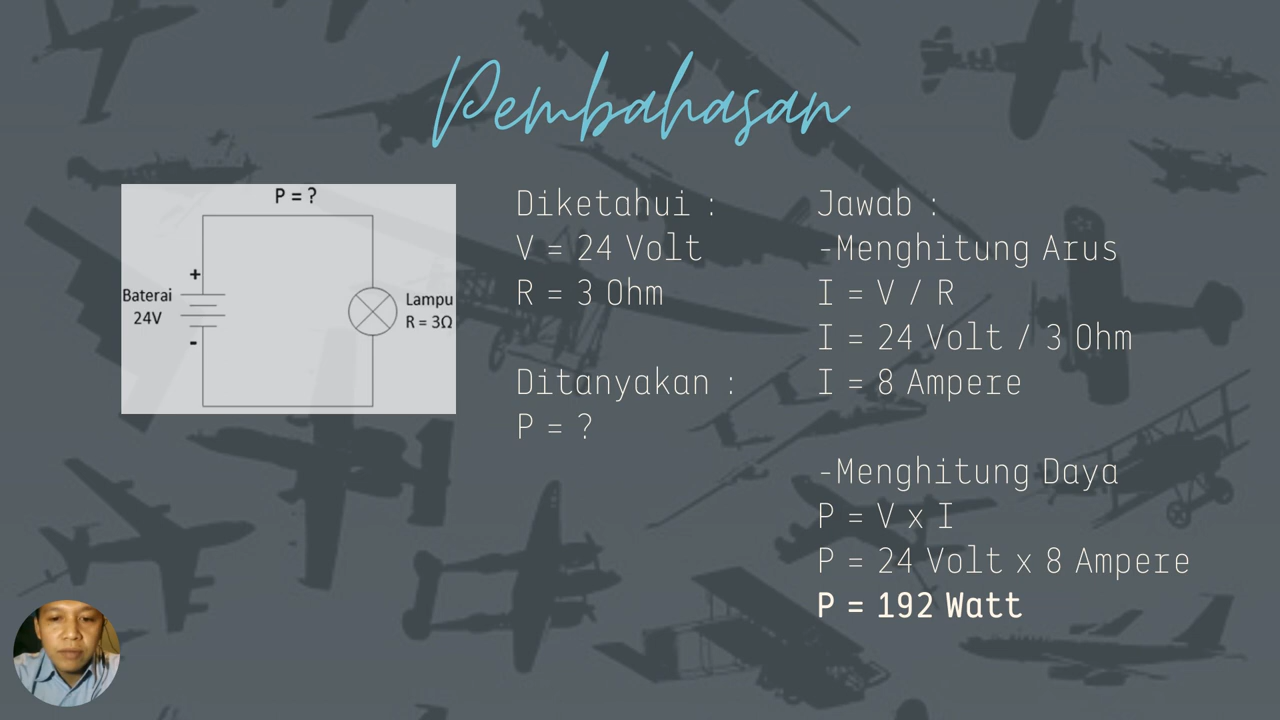 Pembahasan
P = ?
+
Baterai
24V
-
Lampu
R = 3Ω
Diketahui :
V = 24 Volt
R = 3 Ohm
Ditanyakan :
P = ?
Jawab :
-Menghitung Arus
I = V / R
I = 24 Volt / 3 Ohm
I = 8 Ampere
-Menghitung Daya
P = V x I
P = 24 Volt x 8 Ampere
P = 192 Watt